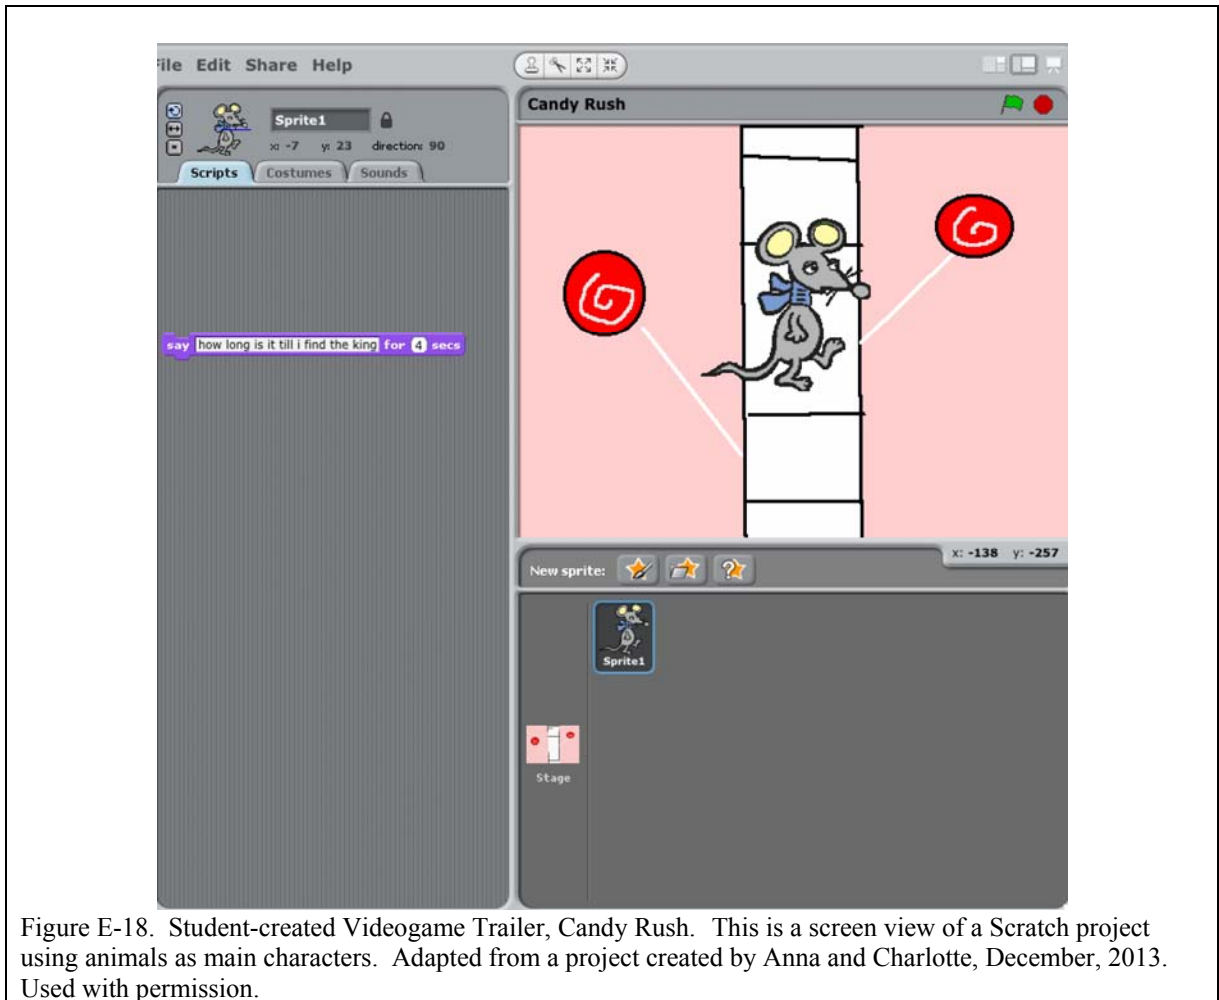 File Edit Share Help
Sprite1
x: -7 y: 23 direction: 90
Scripts Costumes Sounds
say how long is it till i find the king for 4 secs
Candy Rush
x: -138 y: -257
New sprite:
Sprite1
Stage
Figure E-18. Student-created Videogame Trailer, Candy Rush. This is a screen view of a Scratch project
using animals as main characters. Adapted from a project created by Anna and Charlotte, December, 2013.
Used with permission.